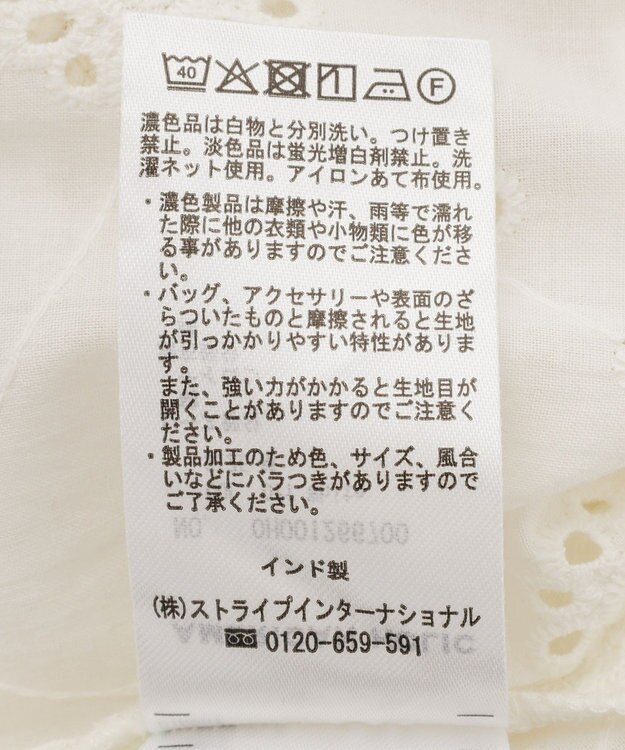 40 F
濃色品は白物と分別洗い。つけ置き
禁止。淡色品は蛍光増白剤禁止。洗
濯ネット使用。アイロンあて布使用。
・濃色製品は摩擦や汗、雨等で濡れ
た際に他の衣類や小物類に色が移
る事がありますのでご注意くださ
い。
・バッグ、アクセサリーや表面のざ
らついたものと摩擦されると生地
が引っかかりやすい特性がありま
す。
また、強い力がかかると生地目が
開くことがありますのでご注意く
ださい。
・製品加工のため色、サイズ、風合
いなどにバラつきがありますので
ご了承ください。
NO 0H001266700
インド製
(株)ストライプインターナショナル
0120-659-591